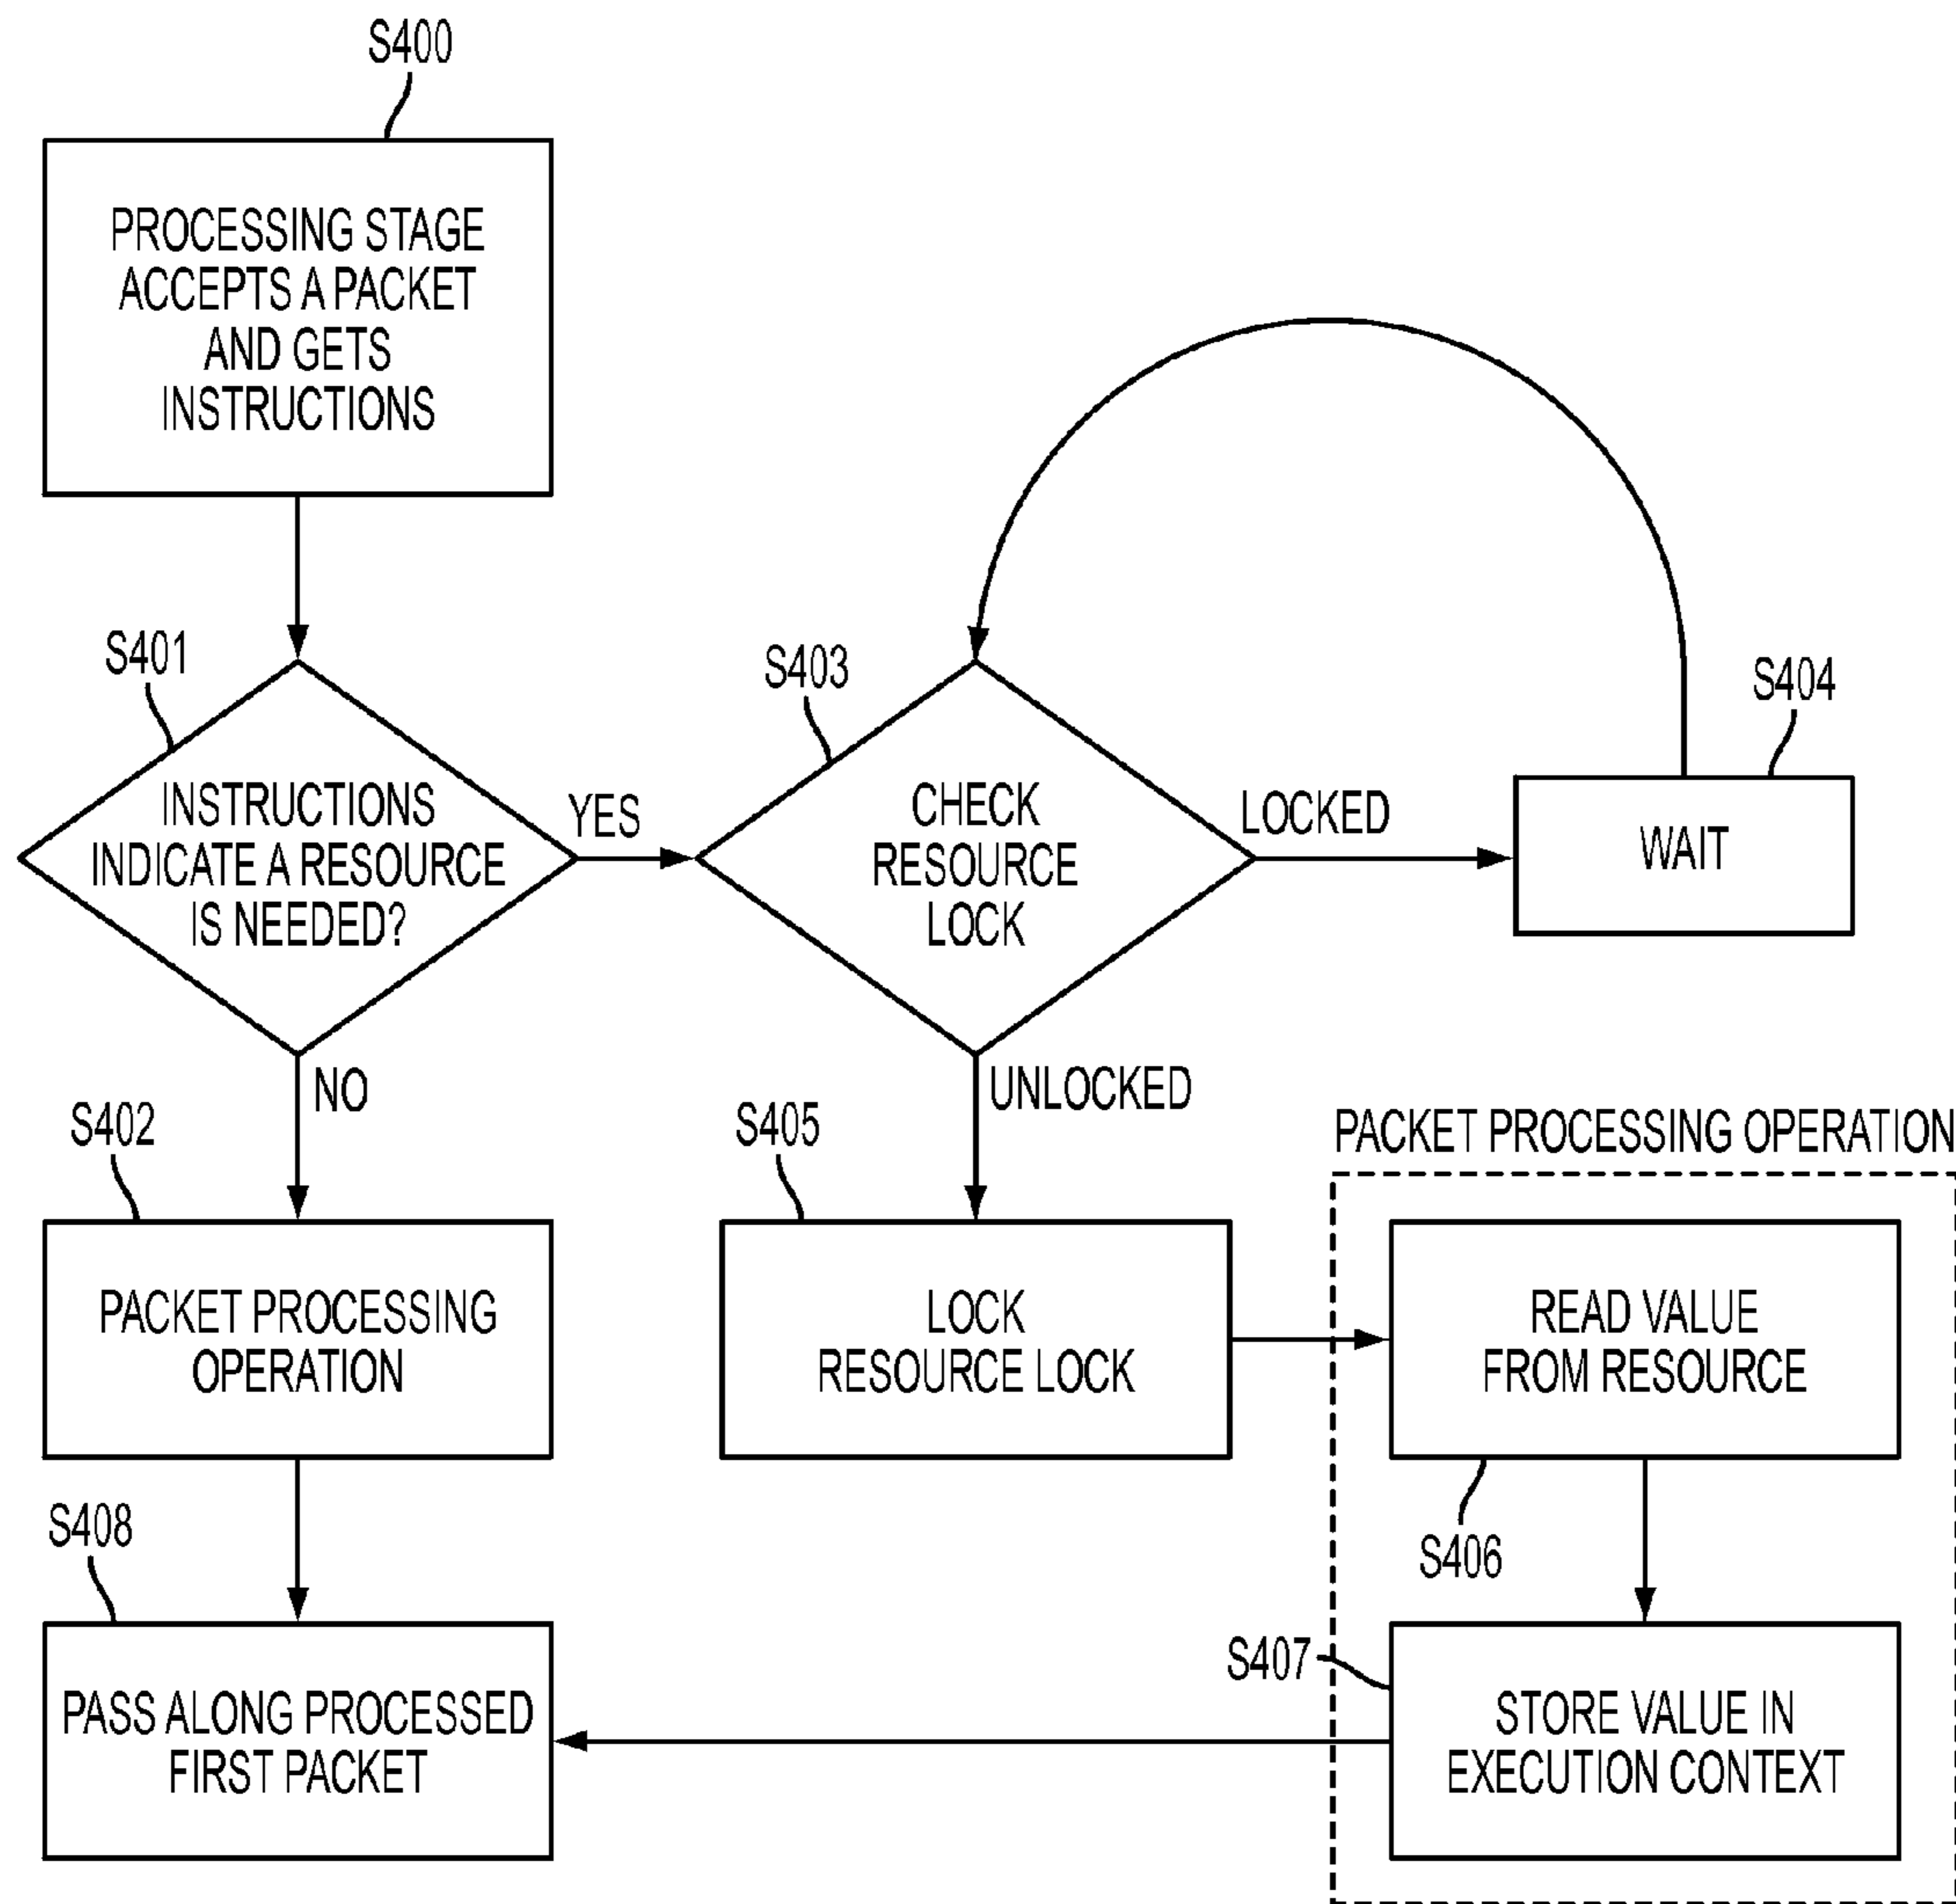 S400
PROCESSING STAGE
ACCEPTS A PACKET
AND GETS
INSTRUCTIONS
S401
INSTRUCTIONS
INDICATE A RESOURCE
IS NEEDED?
YES
NO
S403
CHECK
RESOURCE
LOCK
LOCKED
UNLOCKED
S404
WAIT
S402
PACKET PROCESSING
OPERATION
S405
LOCK
RESOURCE LOCK
PACKET PROCESSING OPERATION
READ VALUE
FROM RESOURCE
S406
S407
STORE VALUE IN
EXECUTION CONTEXT
S408
PASS ALONG PROCESSED
FIRST PACKET